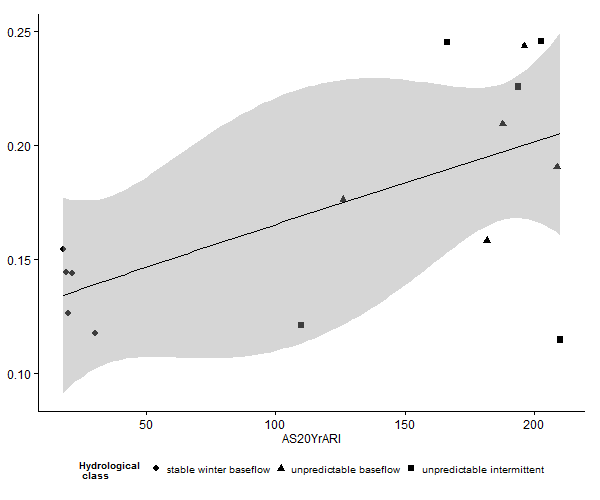 0.25
0.20
0.15
0.10
50 100 150 200
AS20YrARI
Hydrological
class
stable winter baseflow unpredictable baseflow unpredictable intermittent